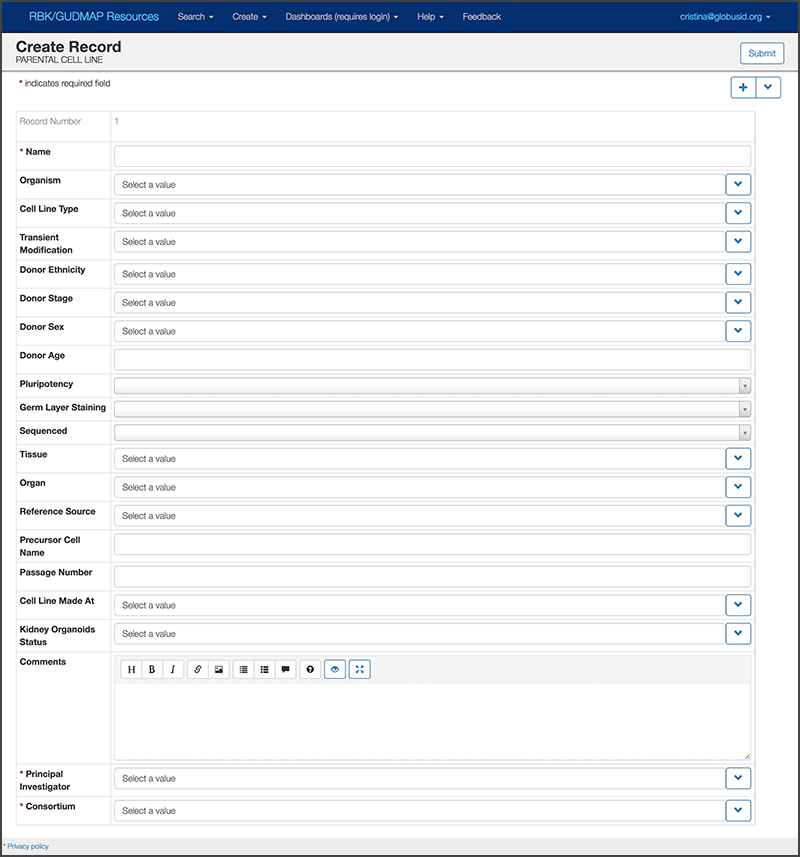 RBK/GUDMAP Resources Search Create Dashboards (requires login) Help Feedback cristina@globusid.org
Create Record
PARENTAL CELL LINE
Submit
* indicates required field
Record Number 1
* Name
Organism Select a value
Cell Line Type Select a value
Transient
Modification
Select a value
Donor Ethnicity Select a value
Donor Stage Select a value
Donor Sex Select a value
Donor Age
Pluripotency
Germ Layer Staining
Sequenced
Tissue Select a value
Organ Select a value
Reference Source Select a value
Precursor Cell
Name
Passage Number
Cell Line Made At Select a value
Kidney Organoids
Status
Select a value
Comments
H B I
* Principal
Investigator
Select a value
* Consortium Select a value
* Privacy policy